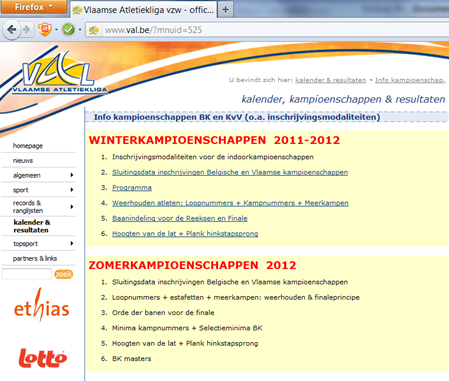 Firefox
Vlaamse Atletiekliga vzw - offic...
www.val.be/?mnuid=525
VAL
VLAAMSE ATLETIEKLIGA
U bevindt zich hier: kalender & resultaten • Info kampioenschap.
kalender, kampioenschappen & resultaten
Info kampioenschappen BK en KvV (o.a. inschrijvingsmodaliteiten)
homepage
nieuws
algemeen
sport
records & ranglijsten
kalender & resultaten
topsport
partners & links
zoek
ethias
Lotto
WINTERKAMPIOENSCHAPPEN 2011-2012
1. Inschrijvingsmodaliteiten voor de indoorkampioenschappen
2. Sluitingsdata inschrijvingen Belgische en Vlaamse kampioenschappen
3. Programma
4. Weerhouden atleten: Loopnummers + Kampnummers + Meerkampen
5. Baanindeling voor de Reeksen en Finale
6. Hoogten van de lat + Plank hinkstapsprong
ZOMERKAMPIOENSCHAPPEN 2012
1. Sluitingsdata inschrijvingen Belgische en Vlaamse kampioenschappen
2. Loopnummers + estafetten + meerkampen: weerhouden & finaleprincipe
3. Orde der banen voor de finale
4. Minima kampnummers + Selectieminima BK
5. Hoogten van de lat + Plank hinkstapsprong
6. BK masters